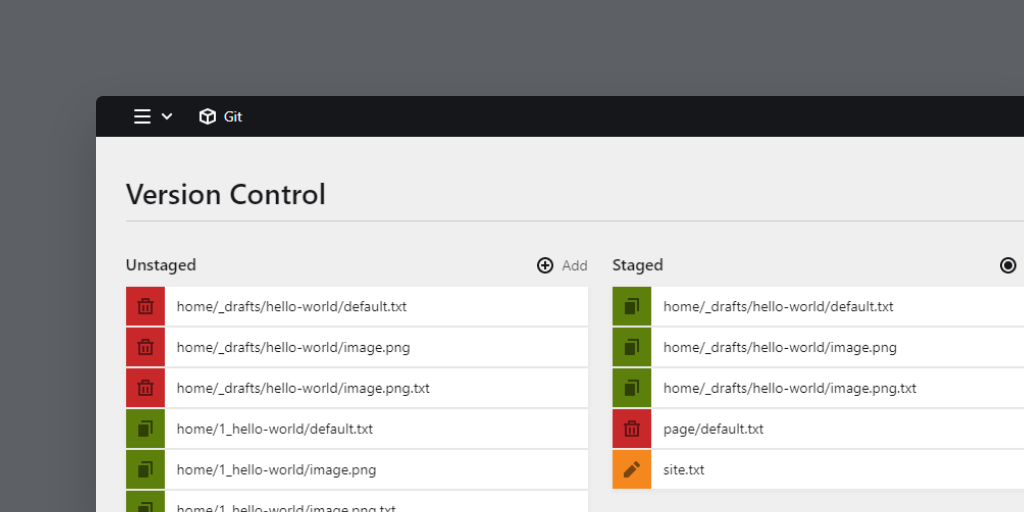 Git
Version Control
Unstaged
Add
home/_drafts/hello-world/default.txt
home/_drafts/hello-world/image.png
home/_drafts/hello-world/image.png.txt
home/1_hello-world/default.txt
home/1_hello-world/image.png
home/1_hello-world/image.png.txt
Staged
home/_drafts/hello-world/default.txt
home/_drafts/hello-world/image.png
home/_drafts/hello-world/image.png.txt
page/default.txt
site.txt